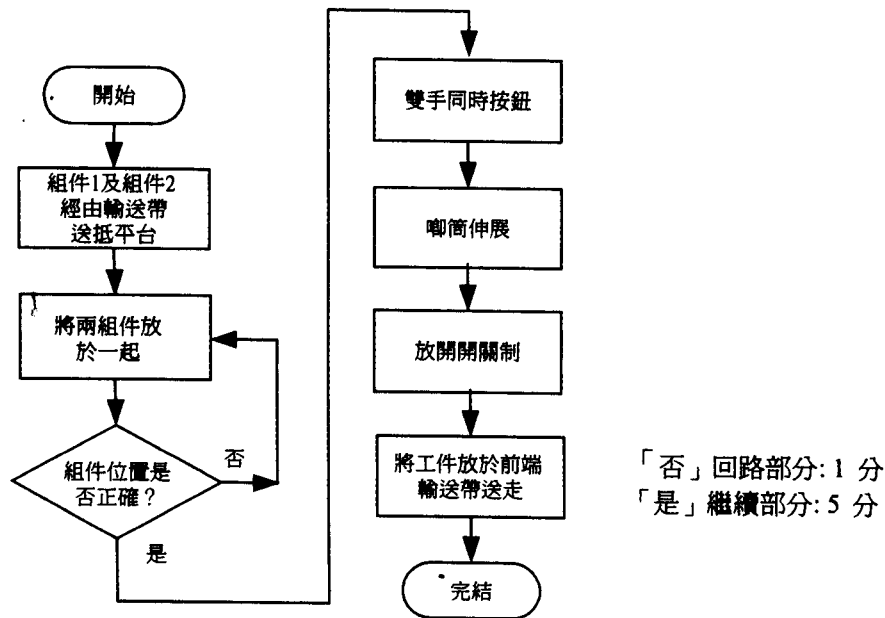 開始
組件1及組件2
經由輸送帶
送抵平台
將兩組件放
於一起
組件位置是
否正確？
否
是
雙手同時按鈕
唧筒伸展
放開開關制
將工件放於前端
輸送帶送走
完結
「否」回路部分: 1 分
「是」繼續部分: 5 分